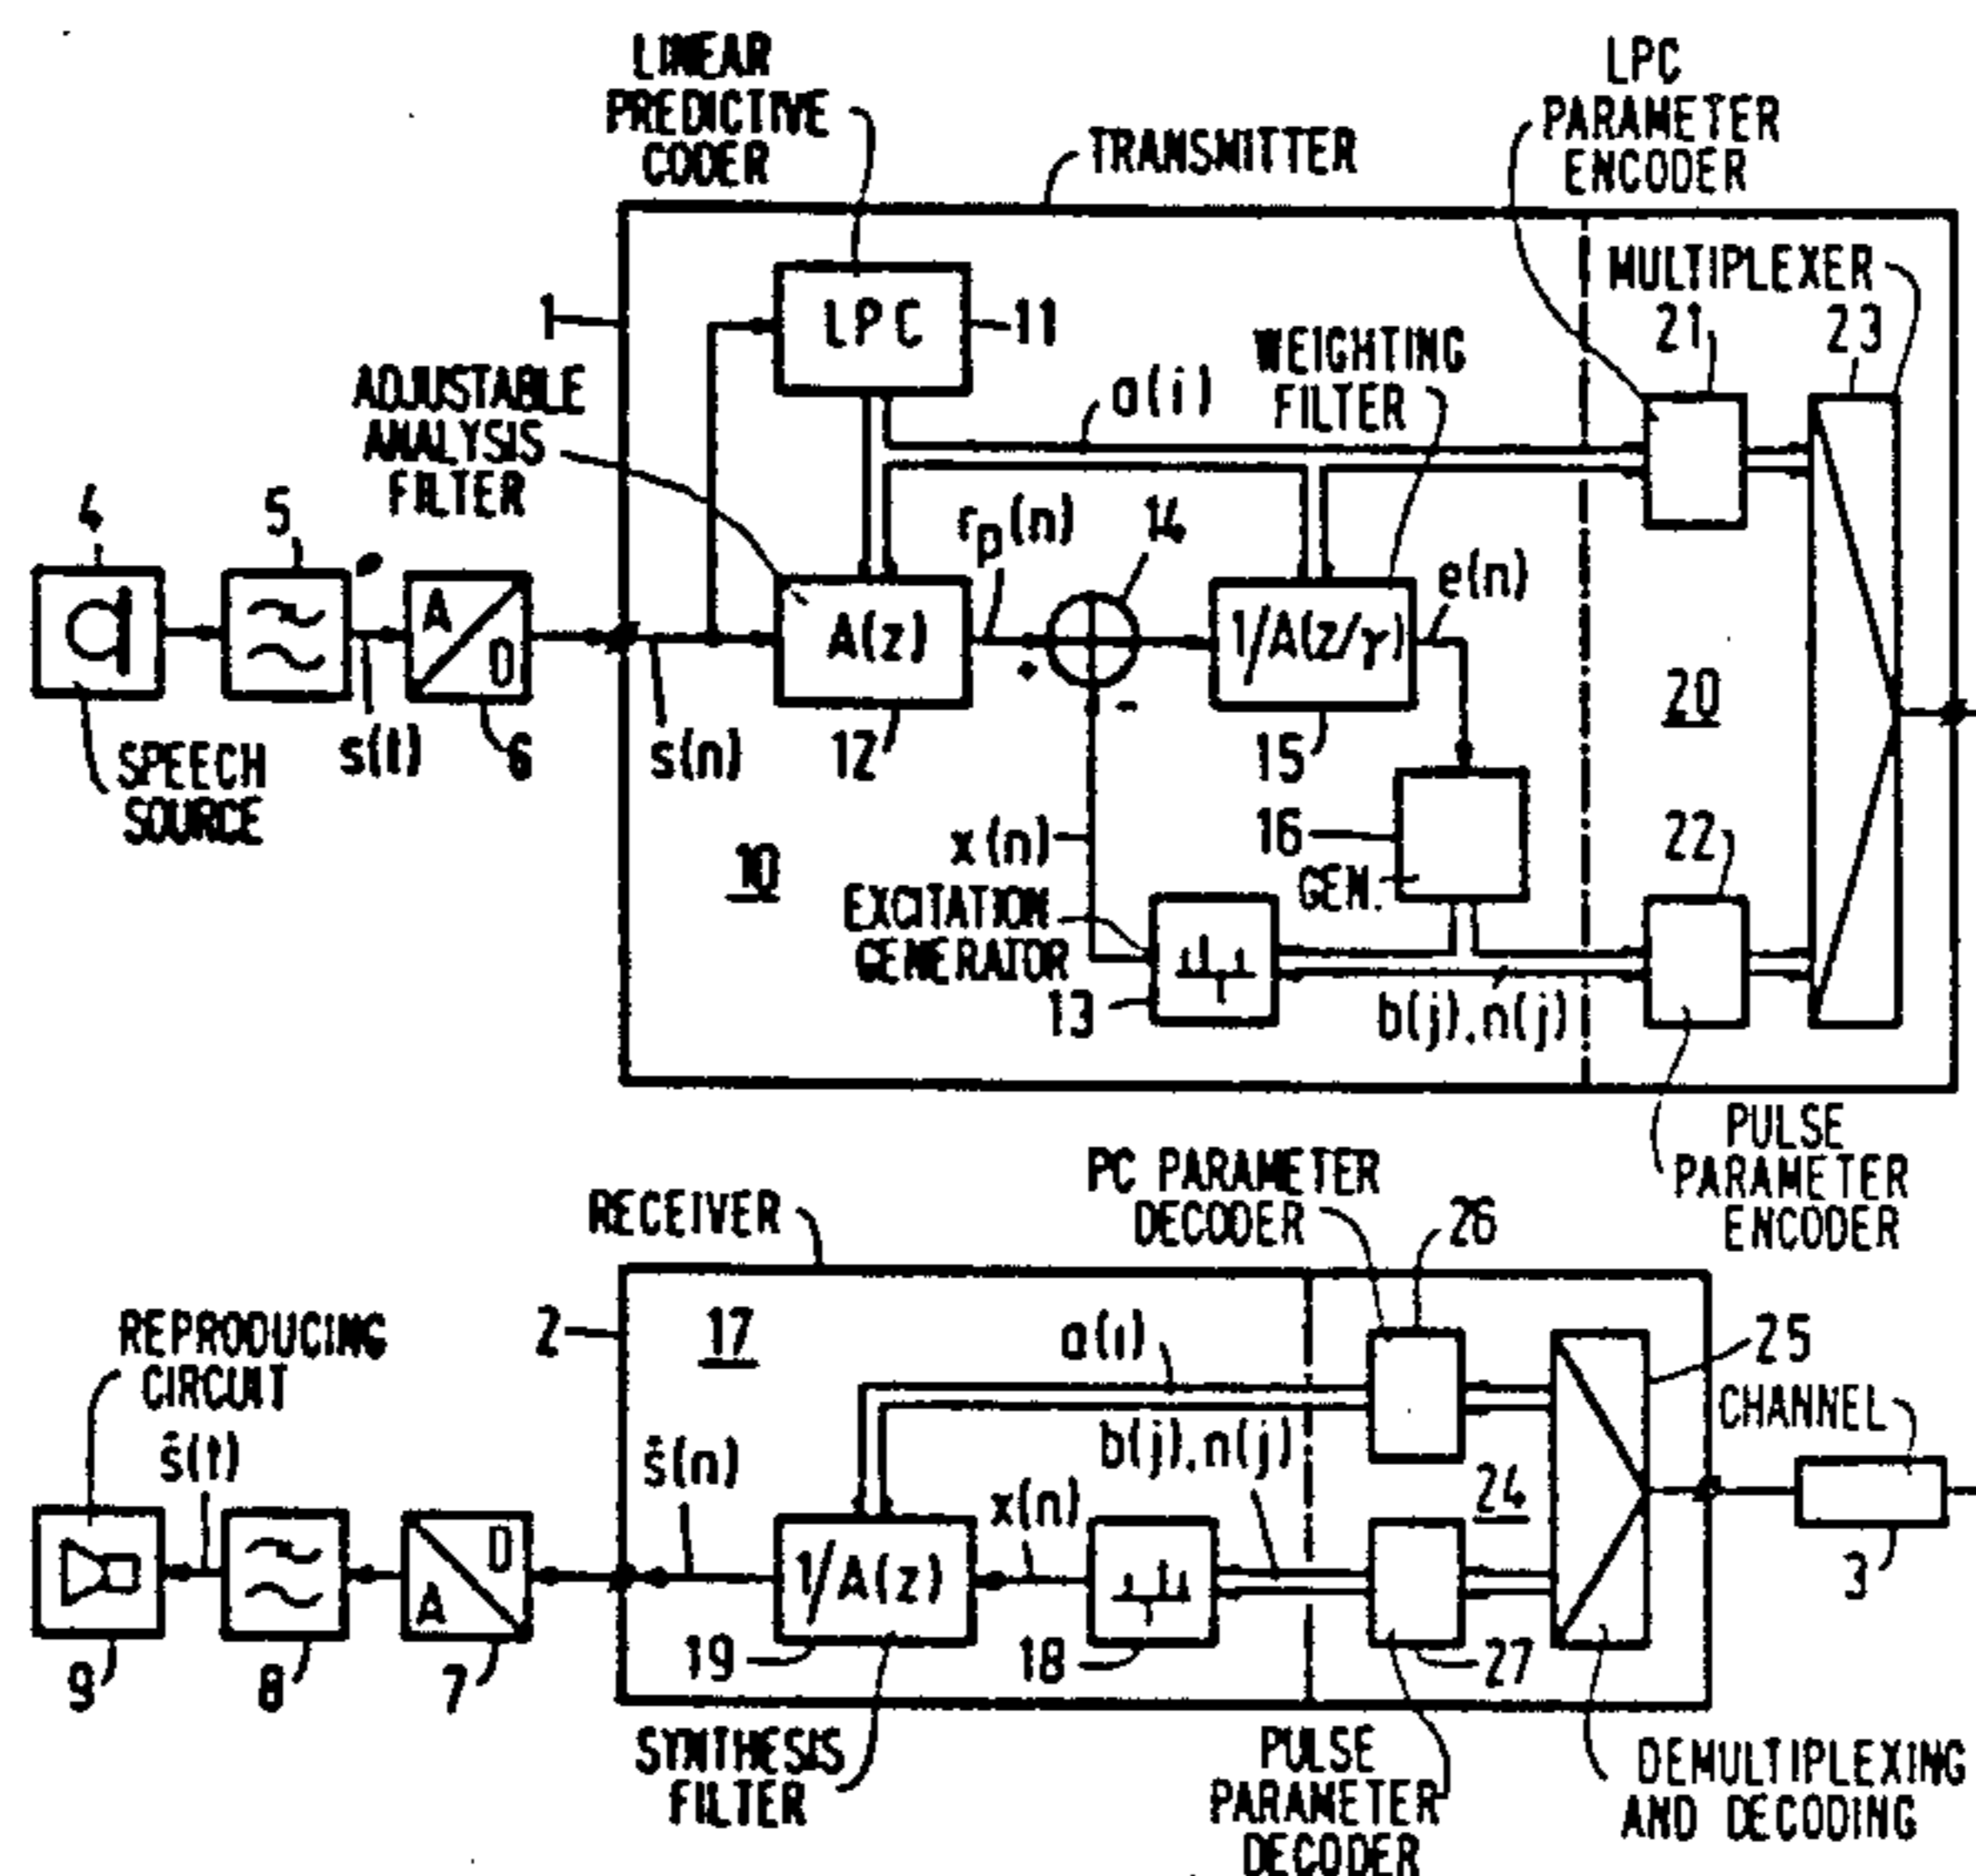 LINEAR
PREDICTIVE
CODER
TRANSMITTER
LPC
PARAMETER
ENCODER
MULTIPLEXER
1
LPC
11
21
23
ADJUSTABLE
ANALYSIS
FILTER
a(i)
WEIGHTING
FILTER
4
5
A
D
6
s(t)
SPEECH
SOURCE
s(n)
A(z)
12
rp(n)
+
-
14
1/A(z/γ)
15
e(n)
20
10
x(n)
16
GEN.
22
EXCITATION
GENERATOR
13
b(j),n(j)
PULSE
PARAMETER
ENCODER
RECEIVER
PC PARAMETER
DECODER
26
REPRODUCING
CIRCUIT
2
17
a(i)
25
CHANNEL
ŝ(t)
ŝ(n)
b(j),n(j)
x(n)
24
D
A
1/A(z)
3
9
8
7
19
18
27
SYNTHESIS
FILTER
PULSE
PARAMETER
DECODER
DEMULTIPLEXING
AND DECODING